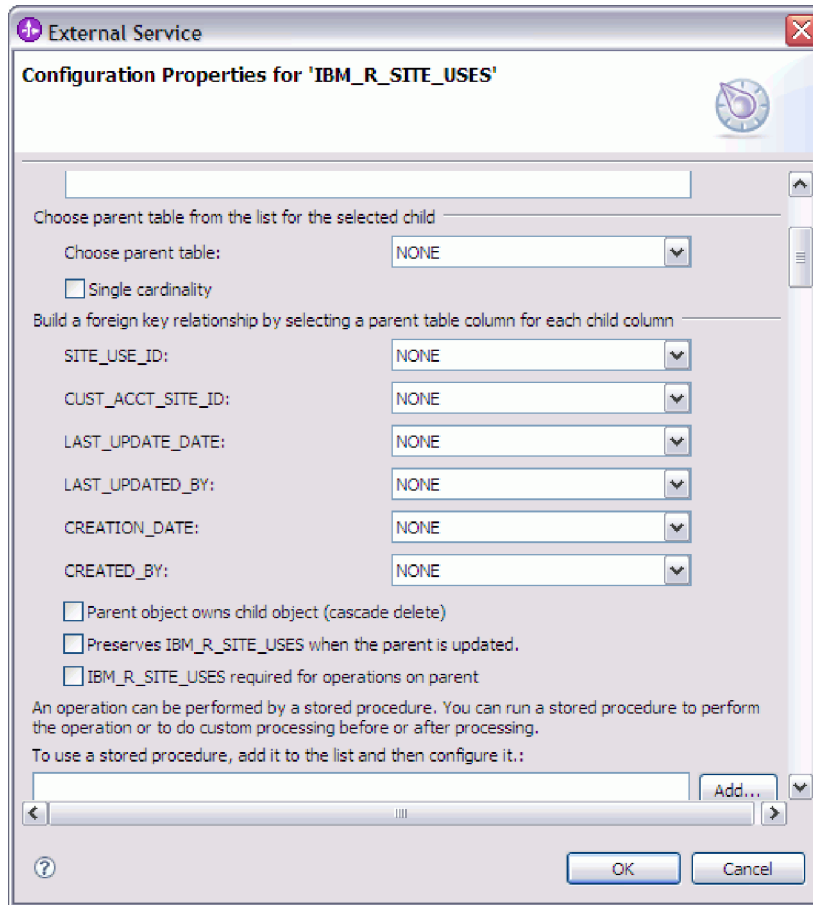 External Service
Configuration Properties for 'IBM_R_SITE_USES'
Choose parent table from the list for the selected child
Choose parent table: NONE
Single cardinality
Build a foreign key relationship by selecting a parent table column for each child column
SITE_USE_ID: NONE
CUST_ACCT_SITE_ID: NONE
LAST_UPDATE_DATE: NONE
LAST_UPDATED_BY: NONE
CREATION_DATE: NONE
CREATED_BY: NONE
Parent object owns child object (cascade delete)
Preserves IBM_R_SITE_USES when the parent is updated.
IBM_R_SITE_USES required for operations on parent
An operation can be performed by a stored procedure. You can run a stored procedure to perform
the operation or to do custom processing before or after processing.
To use a stored procedure, add it to the list and then configure it.:
Add...
?
OK Cancel